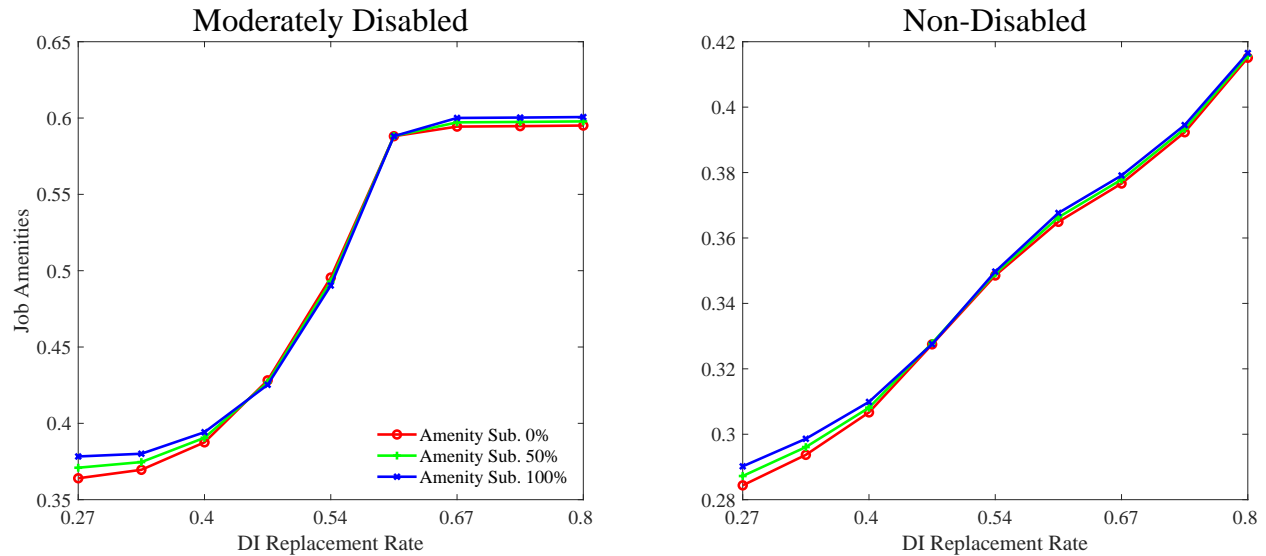 Moderately Disabled
0.65
0.6
0.55
0.5
0.45
0.4
0.35
Job Amenities
Amenity Sub. 0%
Amenity Sub. 50%
Amenity Sub. 100%
0.27 0.4 0.54 0.67 0.8
DI Replacement Rate
Non-Disabled
0.42
0.4
0.38
0.36
0.34
0.32
0.3
0.28
0.27 0.4 0.54 0.67 0.8
DI Replacement Rate